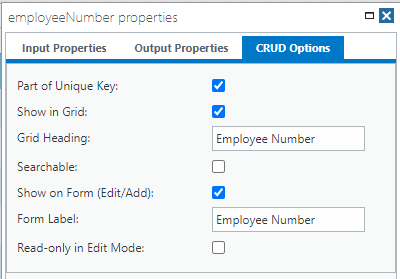 employeeNumber properties
Input Properties Output Properties CRUD Options
Part of Unique Key:
Show in Grid:
Grid Heading: Employee Number
Searchable:
Show on Form (Edit/Add):
Form Label: Employee Number
Read-only in Edit Mode: